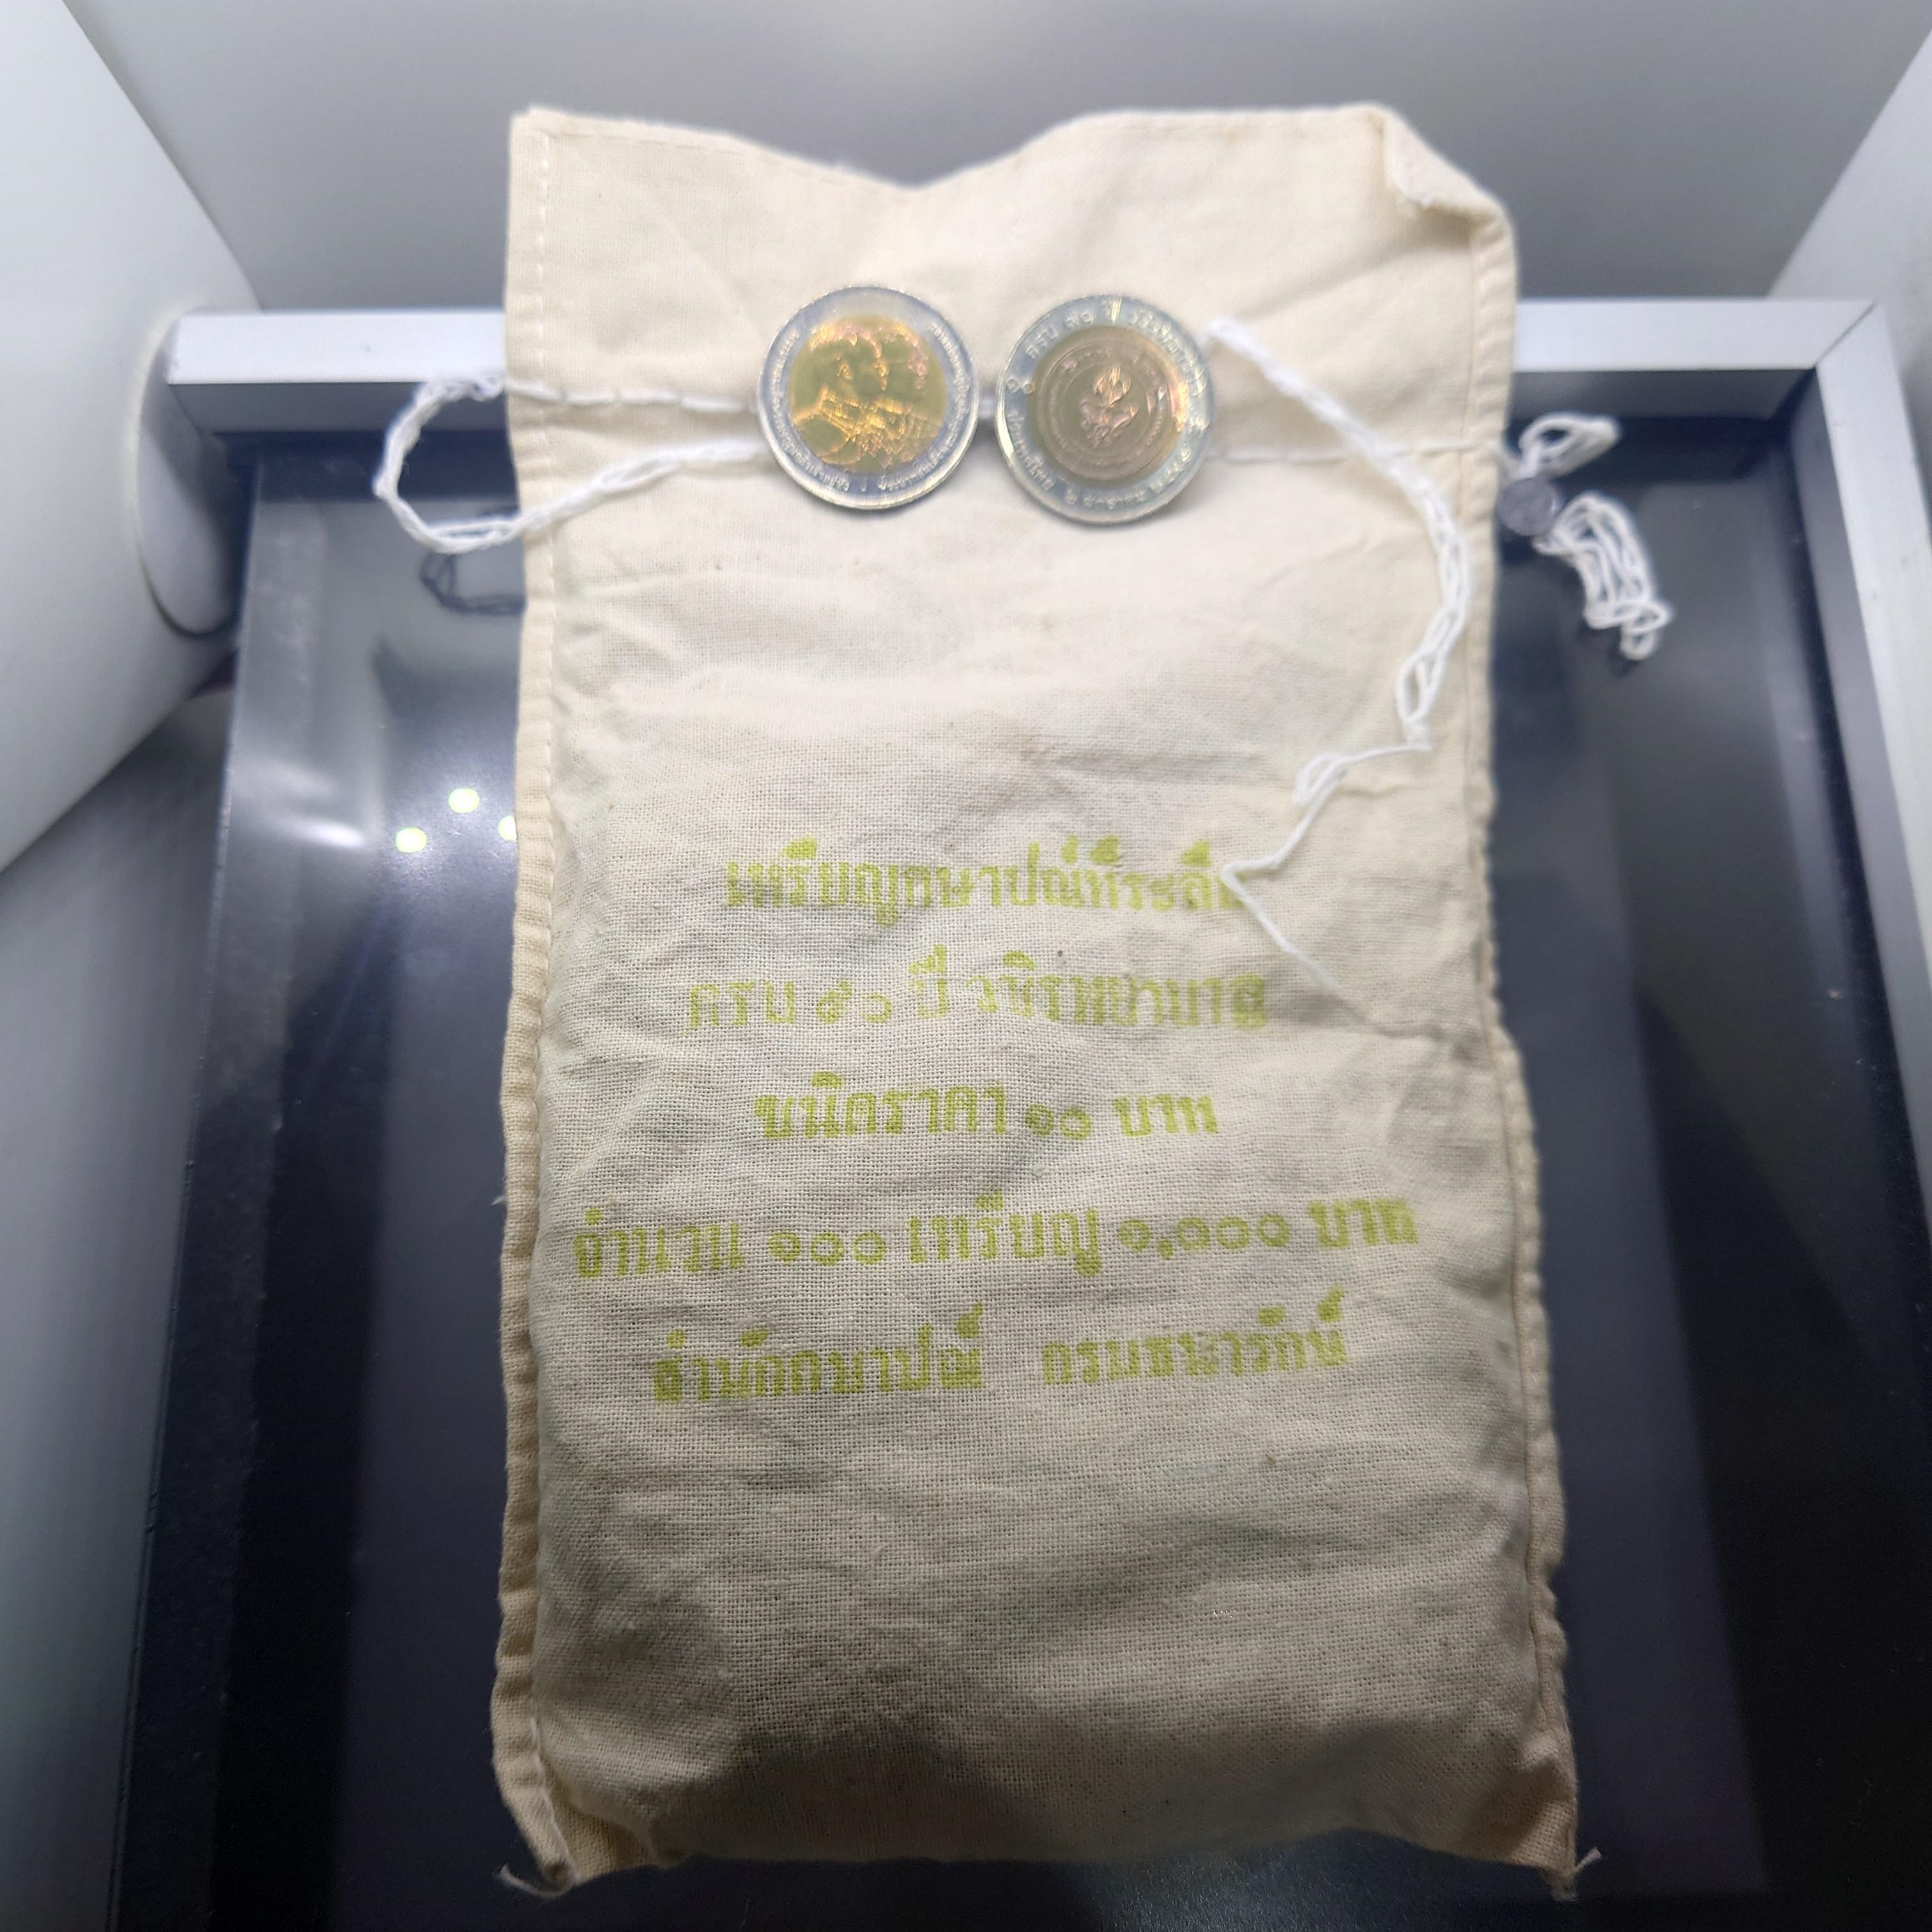 เหรียญกษาปณ์ที่ระลึก
ครบ ๙๐ ปี วชิรพยาบาล
ชนิดราคา ๑๐ บาท
จำนวน ๑๐๐ เหรียญ ๑,๐๐๐ บาท
สำนักกษาปณ์ กรมธนารักษ์